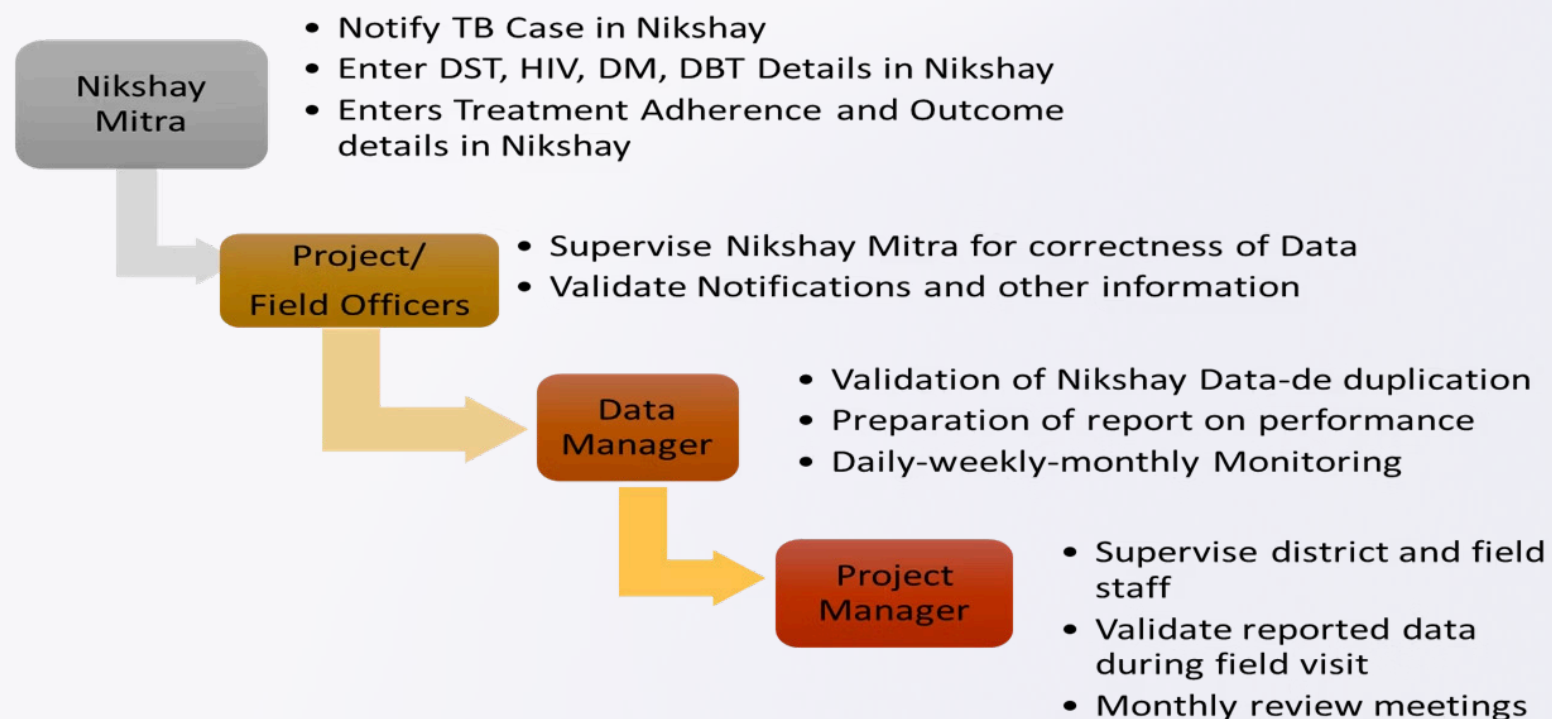 Nikshay
Mitra
• Notify TB Case in Nikshay
• Enter DST, HIV, DM, DBT Details in Nikshay
• Enters Treatment Adherence and Outcome
details in Nikshay
Project/
Field Officers
• Supervise Nikshay Mitra for correctness of Data
• Validate Notifications and other information
Data
Manager
• Validation of Nikshay Data-de duplication
• Preparation of report on performance
• Daily-weekly-monthly Monitoring
Project
Manager
• Supervise district and field
staff
• Validate reported data
during field visit
• Monthly review meetings